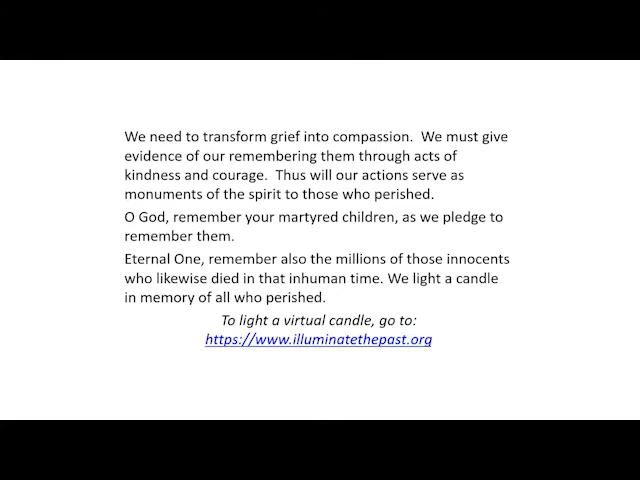 We need to transform grief into compassion.  We must give
evidence of our remembering them through acts of
kindness and courage.  Thus will our actions serve as
monuments of the spirit to those who perished.
O God, remember your martyred children, as we pledge to
remember them.
Eternal One, remember also the millions of those innocents
who likewise died in that inhuman time. We light a candle
in memory of all who perished.
To light a virtual candle, go to:
https://www.illuminatethepast.org